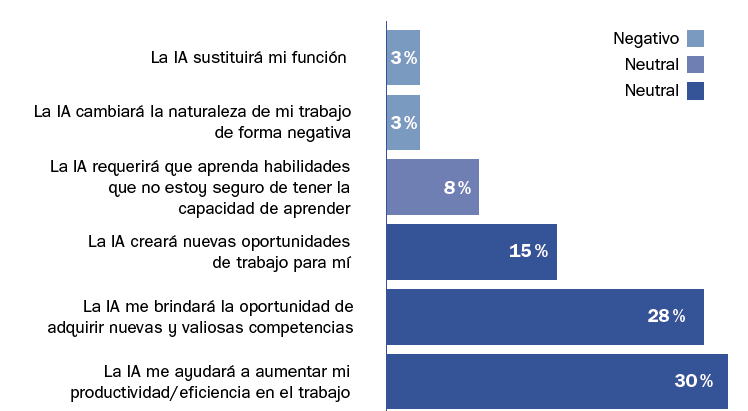 Negativo
Neutral
Neutral
La IA sustituirá mi función
3 %
La IA cambiará la naturaleza de mi trabajo
de forma negativa
3 %
La IA requerirá que aprenda habilidades
que no estoy seguro de tener la
capacidad de aprender
8 %
La IA creará nuevas oportunidades
de trabajo para mí
15 %
La IA me brindará la oportunidad de
adquirir nuevas y valiosas competencias
28 %
La IA me ayudará a aumentar mi
productividad/eficiencia en el trabajo
30 %